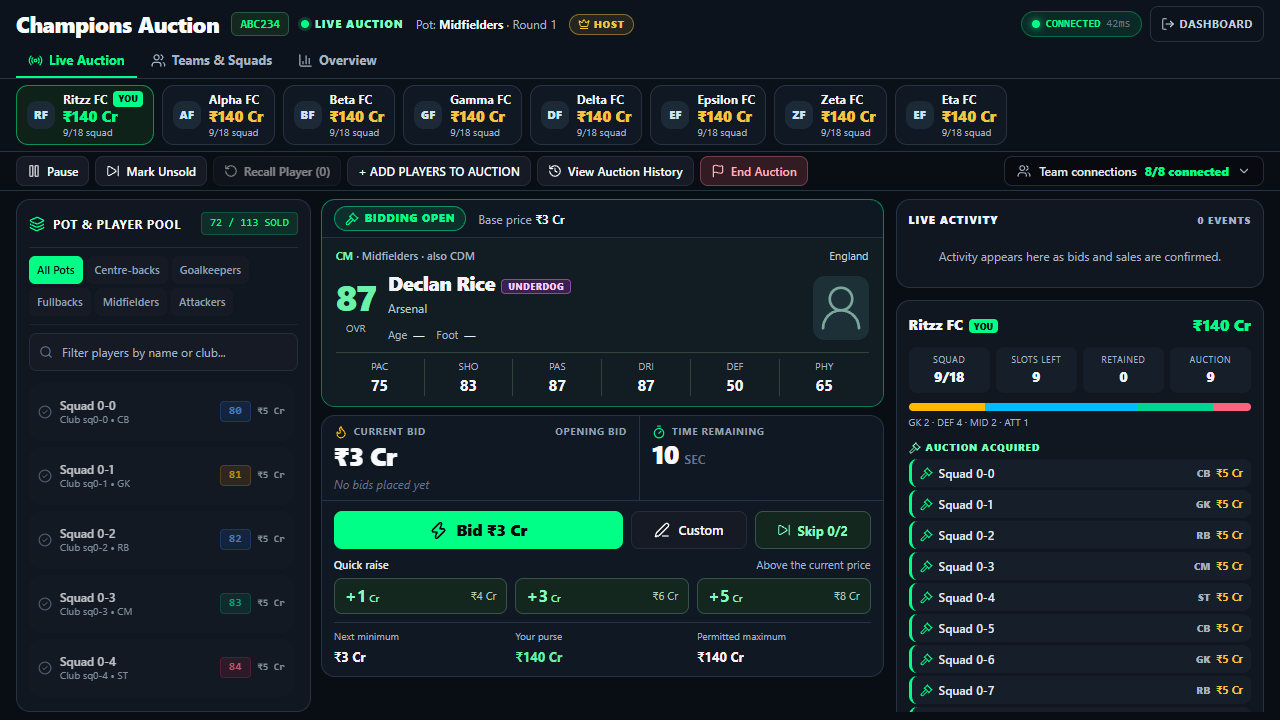 Champions Auction
ABC234
LIVE AUCTION
Pot: Midfielders · Round 1
HOST
CONNECTED 42ms
DASHBOARD
Live Auction
Teams & Squads
Overview
RF
Ritzz FC YOU
₹140 Cr
9/18 squad
AF
Alpha FC
₹140 Cr
9/18 squad
BF
Beta FC
₹140 Cr
9/18 squad
GF
Gamma FC
₹140 Cr
9/18 squad
DF
Delta FC
₹140 Cr
9/18 squad
EF
Epsilon FC
₹140 Cr
9/18 squad
ZF
Zeta FC
₹140 Cr
9/18 squad
EF
Eta FC
₹140 Cr
9/18 squad
Pause
Mark Unsold
Recall Player (0)
+ ADD PLAYERS TO AUCTION
View Auction History
End Auction
Team connections 8/8 connected
POT & PLAYER POOL
72 / 113 SOLD
All Pots
Centre-backs
Goalkeepers
Fullbacks
Midfielders
Attackers
Filter players by name or club...
Squad 0-0
Club sq0-0 • CB
80 ₹5 Cr
Squad 0-1
Club sq0-1 • GK
81 ₹5 Cr
Squad 0-2
Club sq0-2 • RB
82 ₹5 Cr
Squad 0-3
Club sq0-3 • CM
83 ₹5 Cr
Squad 0-4
Club sq0-4 • ST
84 ₹5 Cr
BIDDING OPEN
Base price ₹3 Cr
CM · Midfielders · also CDM
England
87
OVR
Declan Rice UNDERDOG
Arsenal
Age — Foot —
PAC
75
SHO
83
PAS
87
DRI
87
DEF
50
PHY
65
CURRENT BID
OPENING BID
₹3 Cr
No bids placed yet
TIME REMAINING
10 SEC
Bid ₹3 Cr
Custom
Skip 0/2
Quick raise
Above the current price
+1 Cr ₹4 Cr
+3 Cr ₹6 Cr
+5 Cr ₹8 Cr
Next minimum
₹3 Cr
Your purse
₹140 Cr
Permitted maximum
₹140 Cr
LIVE ACTIVITY
0 EVENTS
Activity appears here as bids and sales are confirmed.
Ritzz FC YOU
₹140 Cr
SQUAD
9/18
SLOTS LEFT
9
RETAINED
0
AUCTION
9
GK 2 · DEF 4 · MID 2 · ATT 1
AUCTION ACQUIRED
Squad 0-0 CB ₹5 Cr
Squad 0-1 GK ₹5 Cr
Squad 0-2 RB ₹5 Cr
Squad 0-3 CM ₹5 Cr
Squad 0-4 ST ₹5 Cr
Squad 0-5 CB ₹5 Cr
Squad 0-6 GK ₹5 Cr
Squad 0-7 RB ₹5 Cr